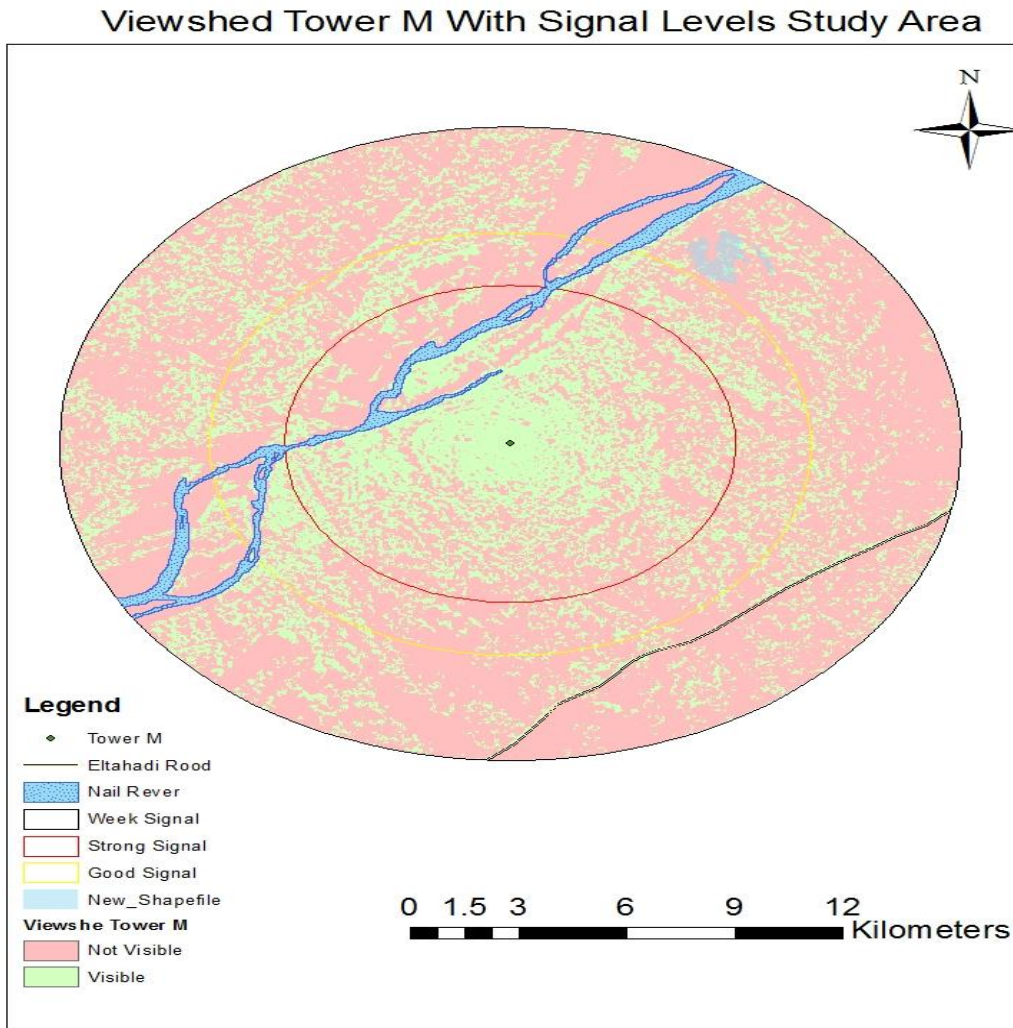 Viewshed Tower M With Signal Levels Study Area
N
Legend
Tower M
Eltahadi Rood
Nail Rever
Week Signal
Strong Signal
Good Signal
New_Shapefile
Viewshe Tower M
Not Visible
Visible
0 1.5 3 6 9 12
Kilometers